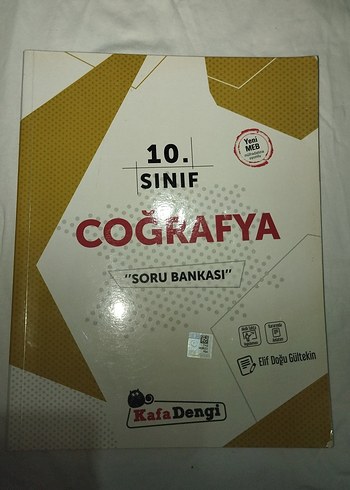 Yeni
MEB
10.
SINIF
COĞRAFYA
"SORU BANKASI"
Elif Doğu Gültekin
KafaDengi